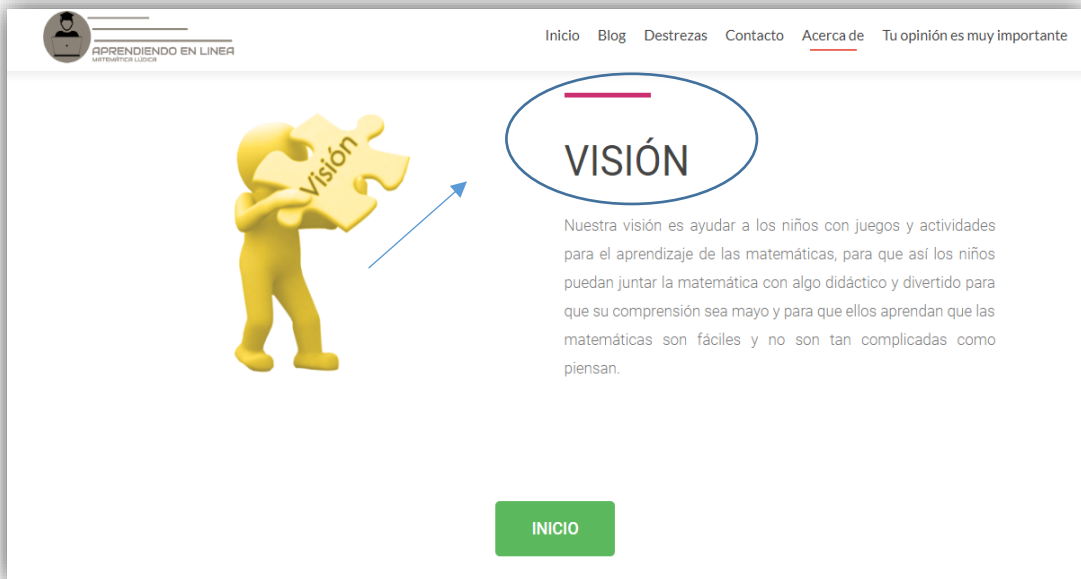 APRENDIENDO EN LINEA
MATEMÁTICA LÚDICA
Inicio Blog Destrezas Contacto Acerca de Tu opinión es muy importante
Visión
VISIÓN
Nuestra visión es ayudar a los niños con juegos y actividades
para el aprendizaje de las matemáticas, para que así los niños
puedan juntar la matemática con algo didáctico y divertido para
que su comprensión sea mayo y para que ellos aprendan que las
matemáticas son fáciles y no son tan complicadas como
piensan.
INICIO